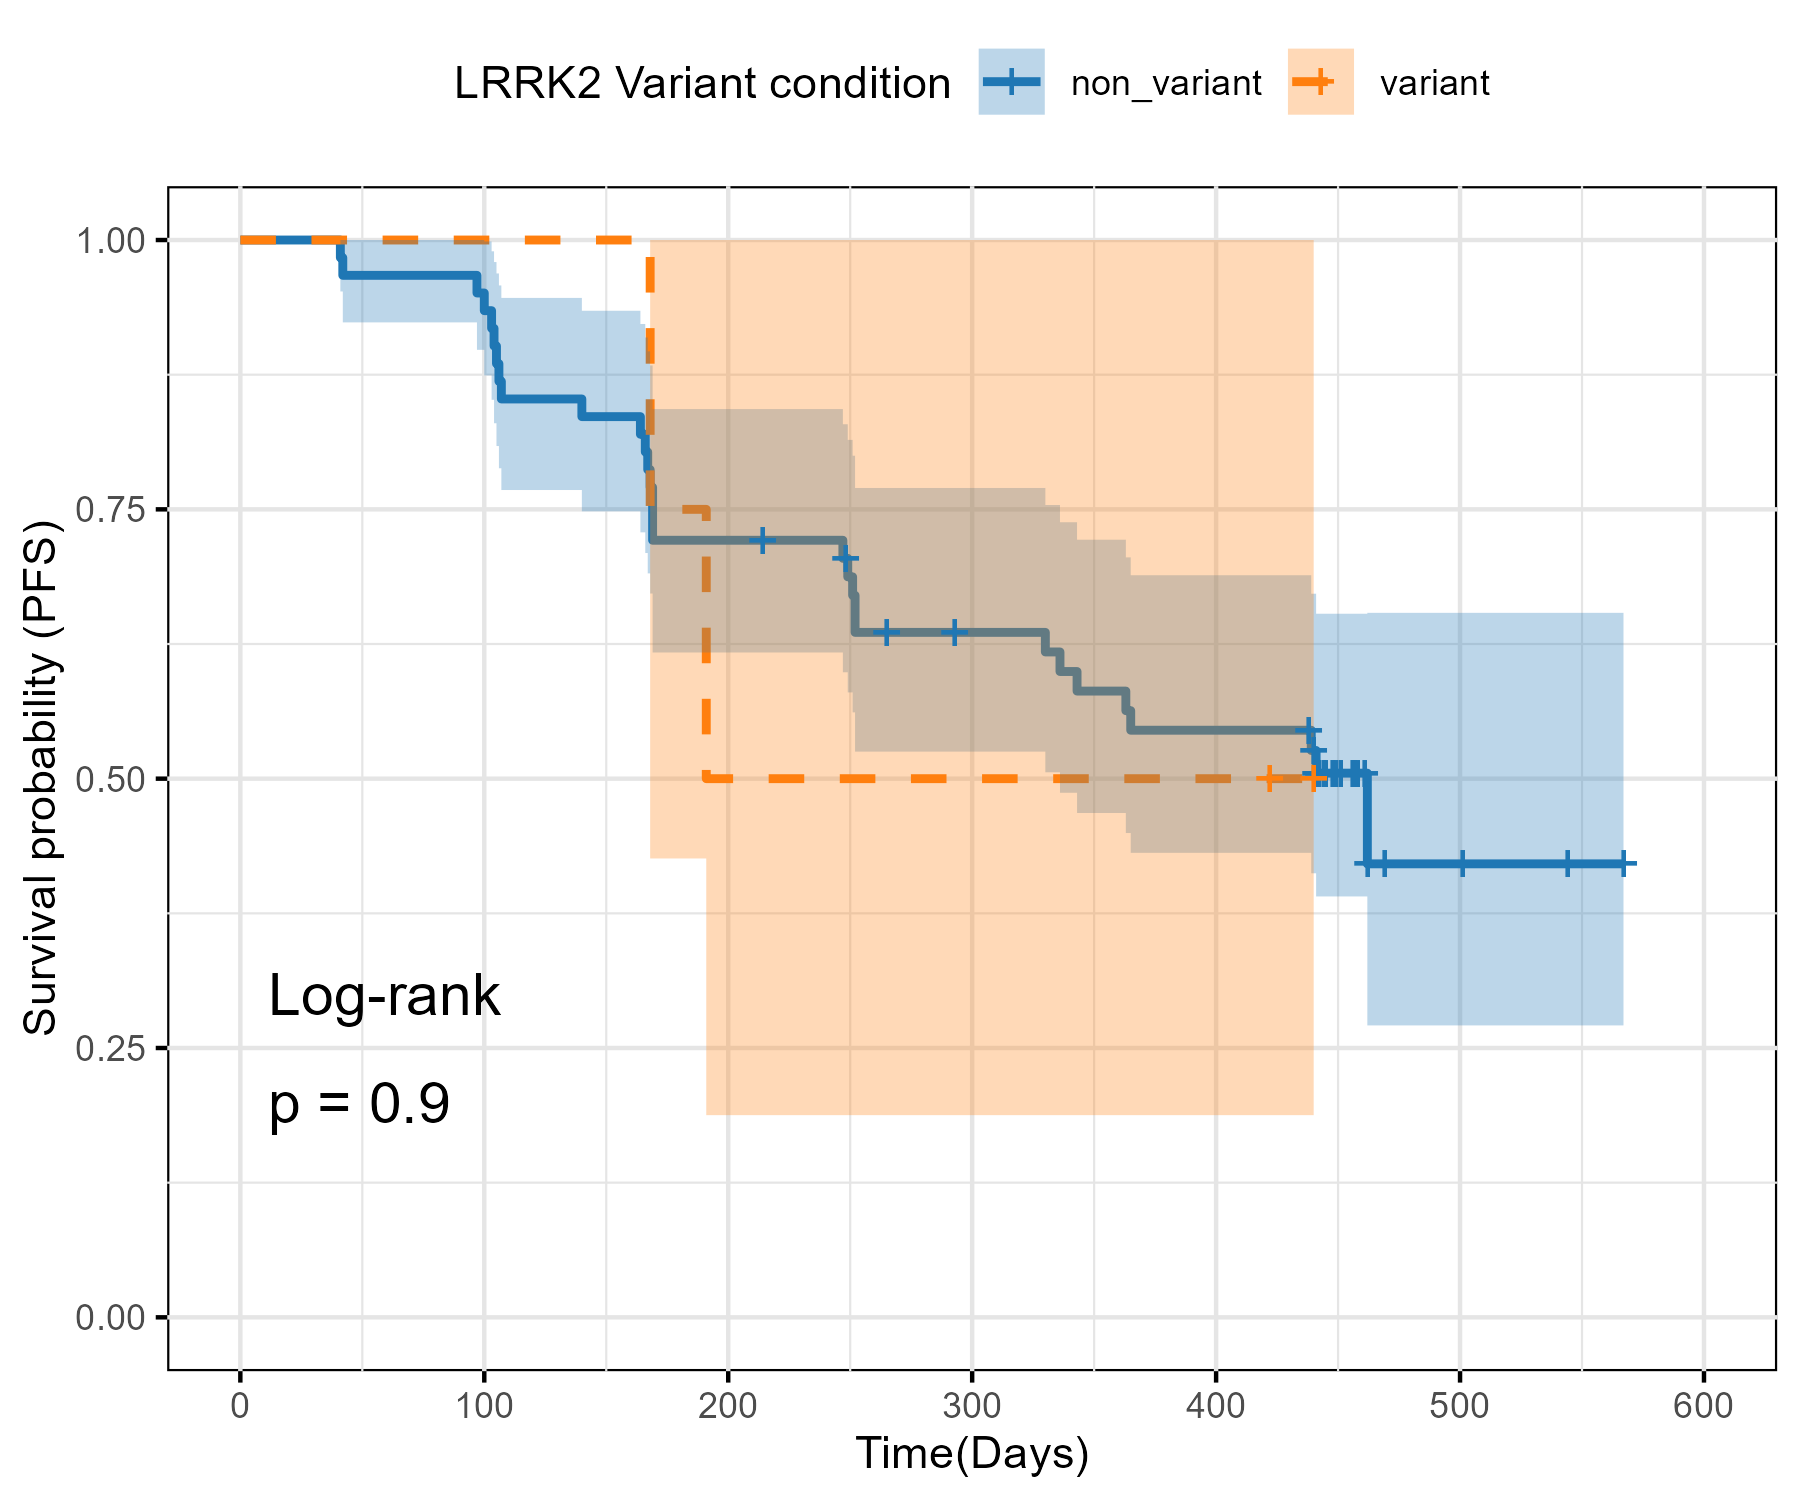 LRRK2 Variant condition non_variant variant
Survival probability (PFS)
1.00
0.75
0.50
0.25
0.00
Log-rank
p = 0.9
0 100 200 300 400 500 600
Time(Days)